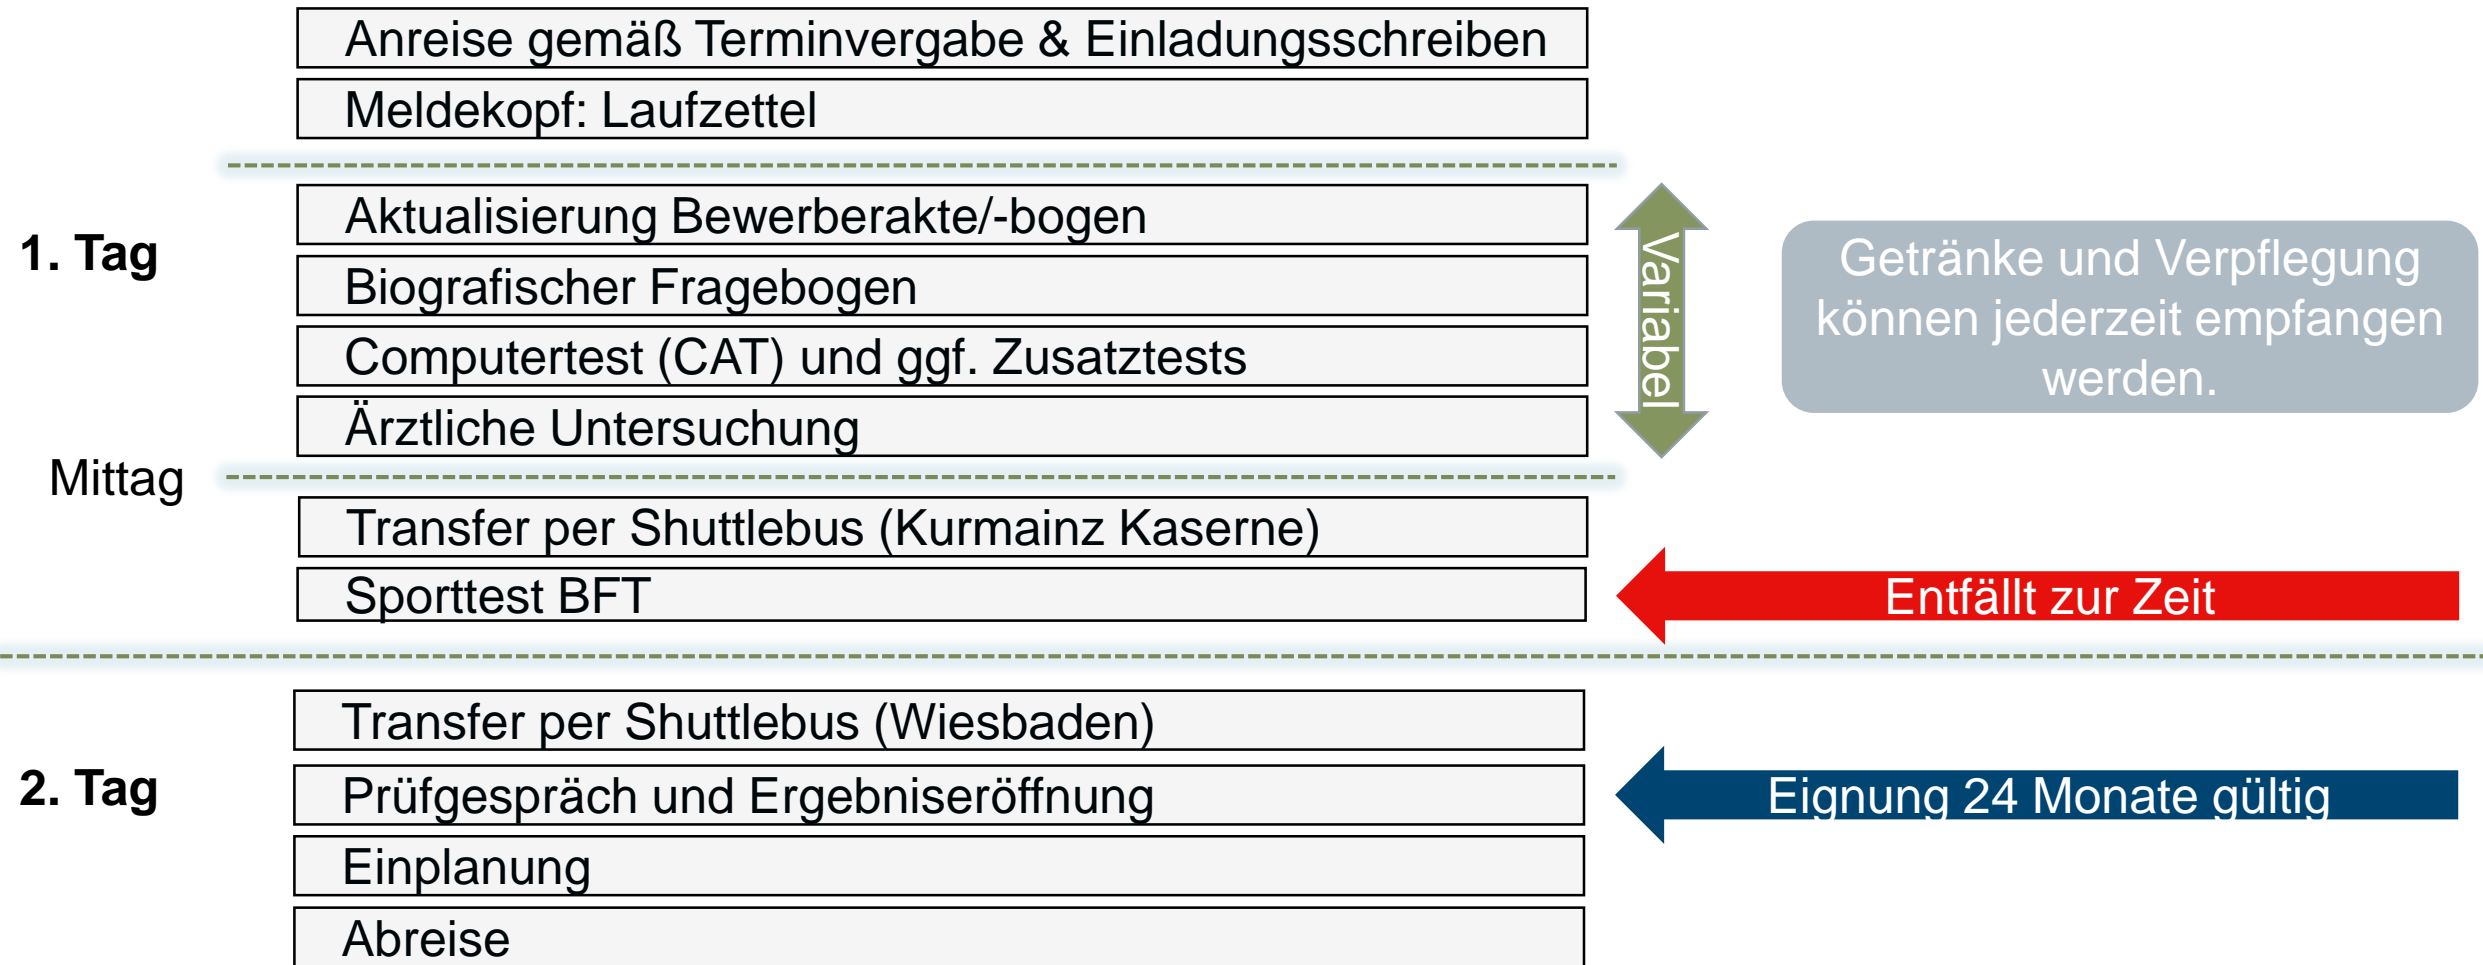 Anreise gemäß Terminvergabe & Einladungsschreiben
Meldekopf: Laufzettel
1. Tag
Aktualisierung Bewerberakte/-bogen
Biografischer Fragebogen
Computertest (CAT) und ggf. Zusatztests
Ärztliche Untersuchung
Variabel
Getränke und Verpflegung
können jederzeit empfangen
werden.
Mittag
Transfer per Shuttlebus (Kurmainz Kaserne)
Sporttest BFT
Entfällt zur Zeit
2. Tag
Transfer per Shuttlebus (Wiesbaden)
Prüfgespräch und Ergebniseröffnung
Eignung 24 Monate gültig
Einplanung
Abreise